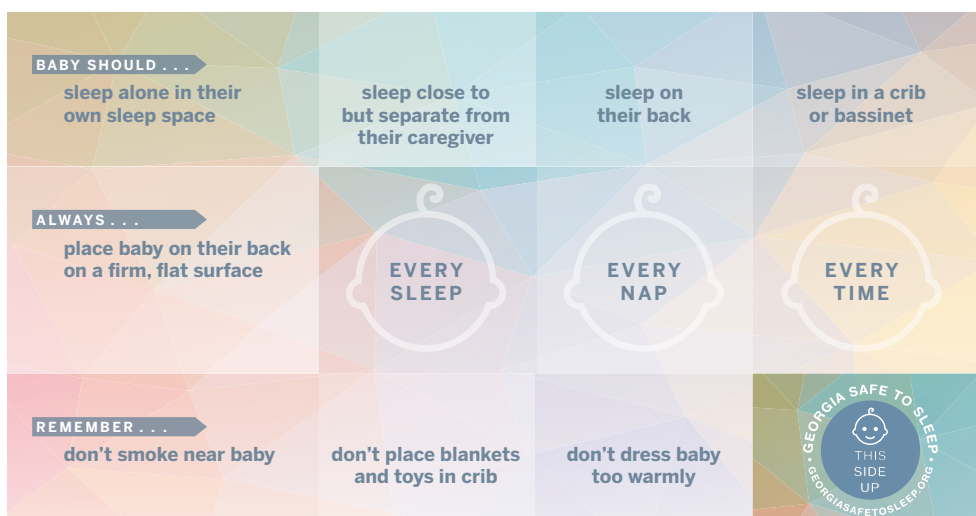 BABY SHOULD . . .
sleep alone in their
own sleep space
sleep close to
but separate from
their caregiver
sleep on
their back
sleep in a crib
or bassinet
ALWAYS . . .
place baby on their back
on a firm, flat surface
EVERY
SLEEP
EVERY
NAP
EVERY
TIME
REMEMBER . . .
don’t smoke near baby
don’t place blankets
and toys in crib
don’t dress baby
too warmly
GEORGIA SAFE TO SLEEP
THIS
SIDE
UP
• GEORGIASAFETOSLEEP.ORG •